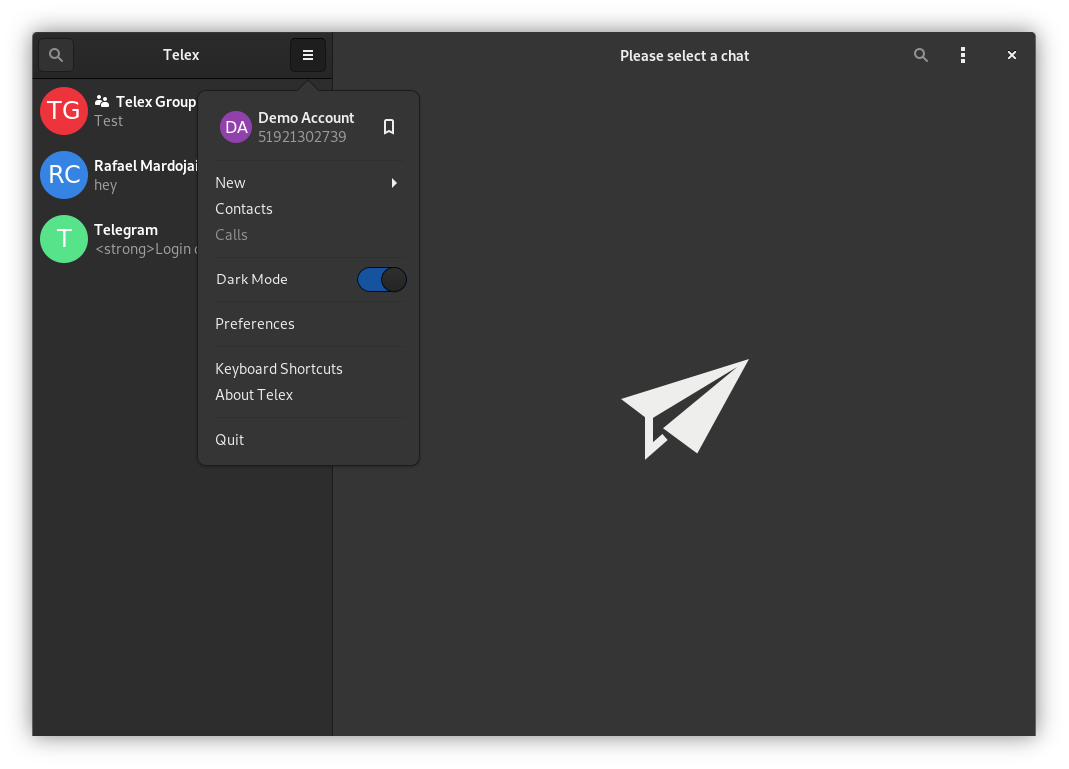 Telex
Please select a chat
TG
Telex Group
Test
RC
Rafael Mardojai
hey
T
Telegram
<strong>Login
DA
Demo Account
51921302739
New
Contacts
Calls
Dark Mode
Preferences
Keyboard Shortcuts
About Telex
Quit